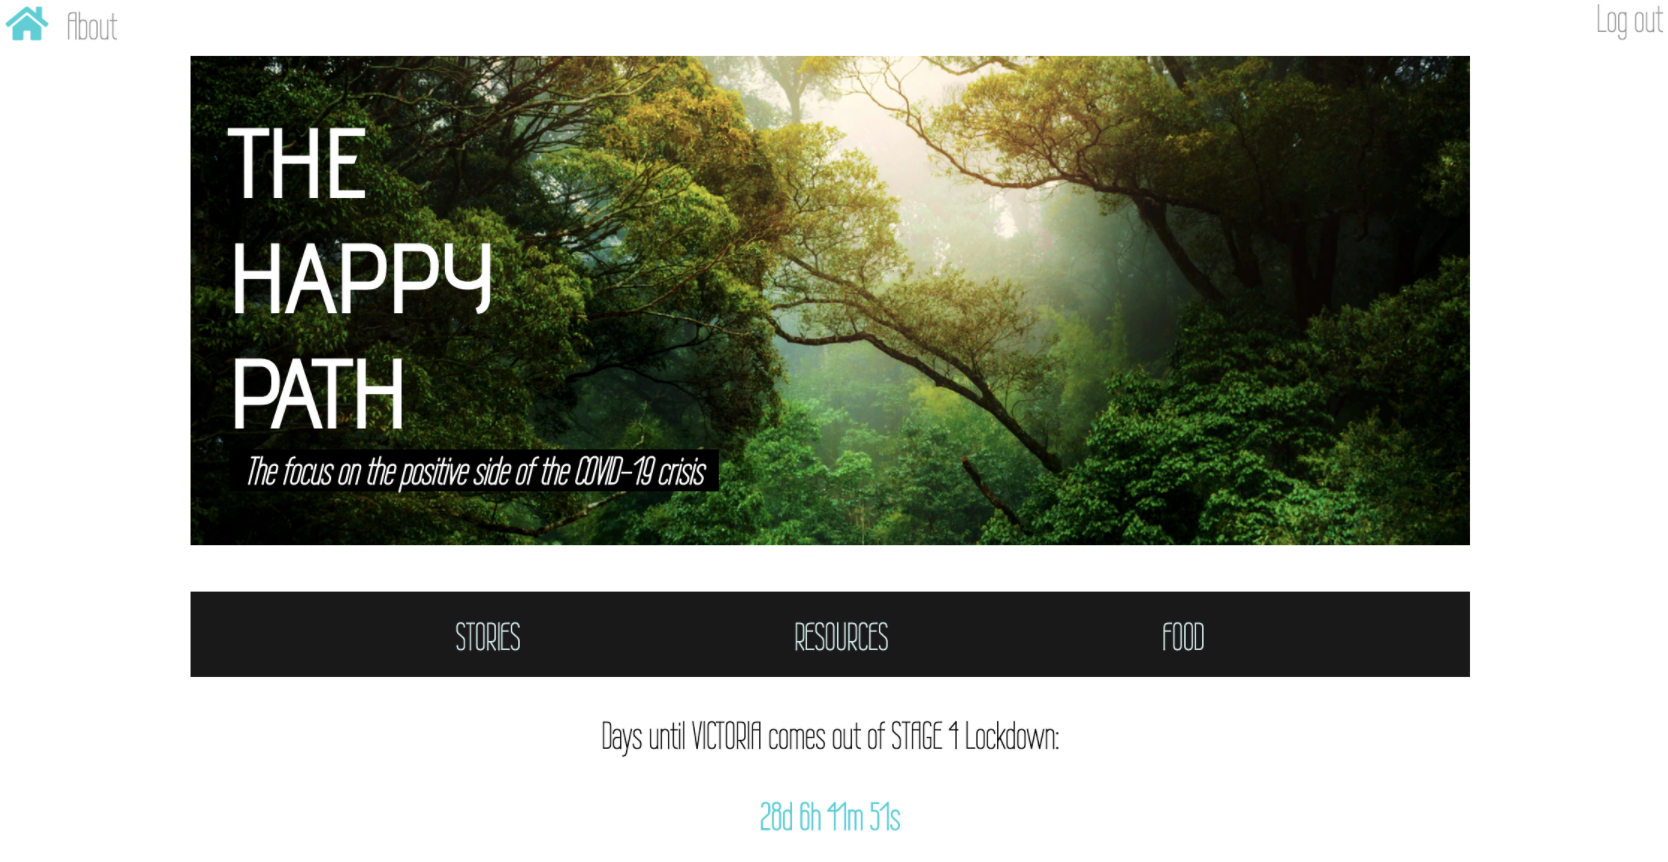 About
Log out
THE
HAPPY
PATH
The focus on the positive side of the COVID-19 crisis
STORIES
RESOURCES
FOOD
Days until VICTORIA comes out of STAGE 4 Lockdown:
28d 6h 41m 51s